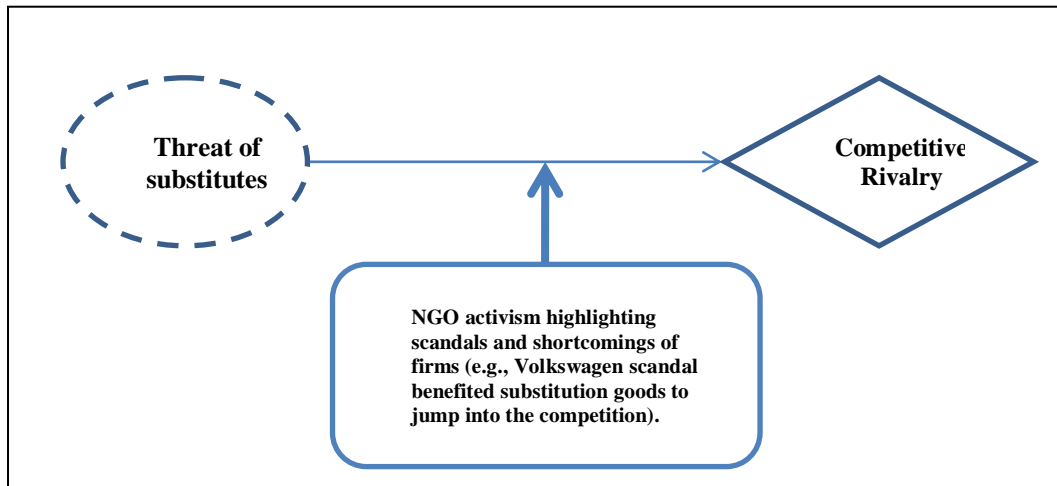 Threat of
substitutes
Competitive
Rivalry
NGO activism highlighting
scandals and shortcomings of
firms (e.g., Volkswagen scandal
benefited substitution goods to
jump into the competition).